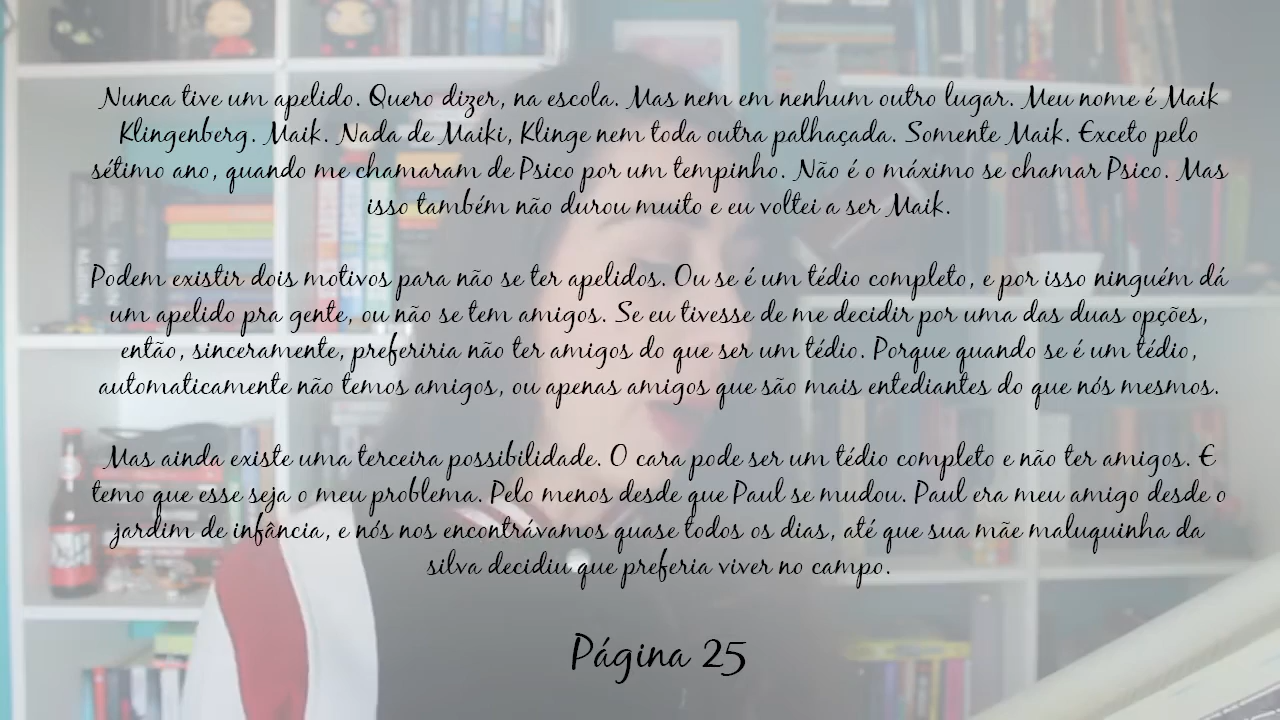 Nunca tive um apelido. Quero dizer, na escola. Mas nem em nenhum outro lugar. Meu nome é Maik
Klingenberg. Maik. Nada de Maiki, Klinge nem toda outra palhaçada. Somente Maik. Exceto pelo
sétimo ano, quando me chamaram de Psico por um tempinho. Não é o máximo se chamar Psico. Mas
isso também não durou muito e eu voltei a ser Maik.
Podem existir dois motivos para não se ter apelidos. Ou se é um tédio completo, e por isso ninguém dá
um apelido pra gente, ou não se tem amigos. Se eu tivesse de me decidir por uma das duas opções,
então, sinceramente, preferiria não ter amigos do que ser um tédio. Porque quando se é um tédio,
automaticamente não temos amigos, ou apenas amigos que são mais entediantes do que nós mesmos.
Mas ainda existe uma terceira possibilidade. O cara pode ser um tédio completo e não ter amigos. E
temo que esse seja o meu problema. Pelo menos desde que Paul se mudou. Paul era meu amigo desde o
jardim de infância, e nós nos encontrávamos quase todos os dias, até que sua mãe maluquinha da
silva decidiu que preferia viver no campo.
Página 25